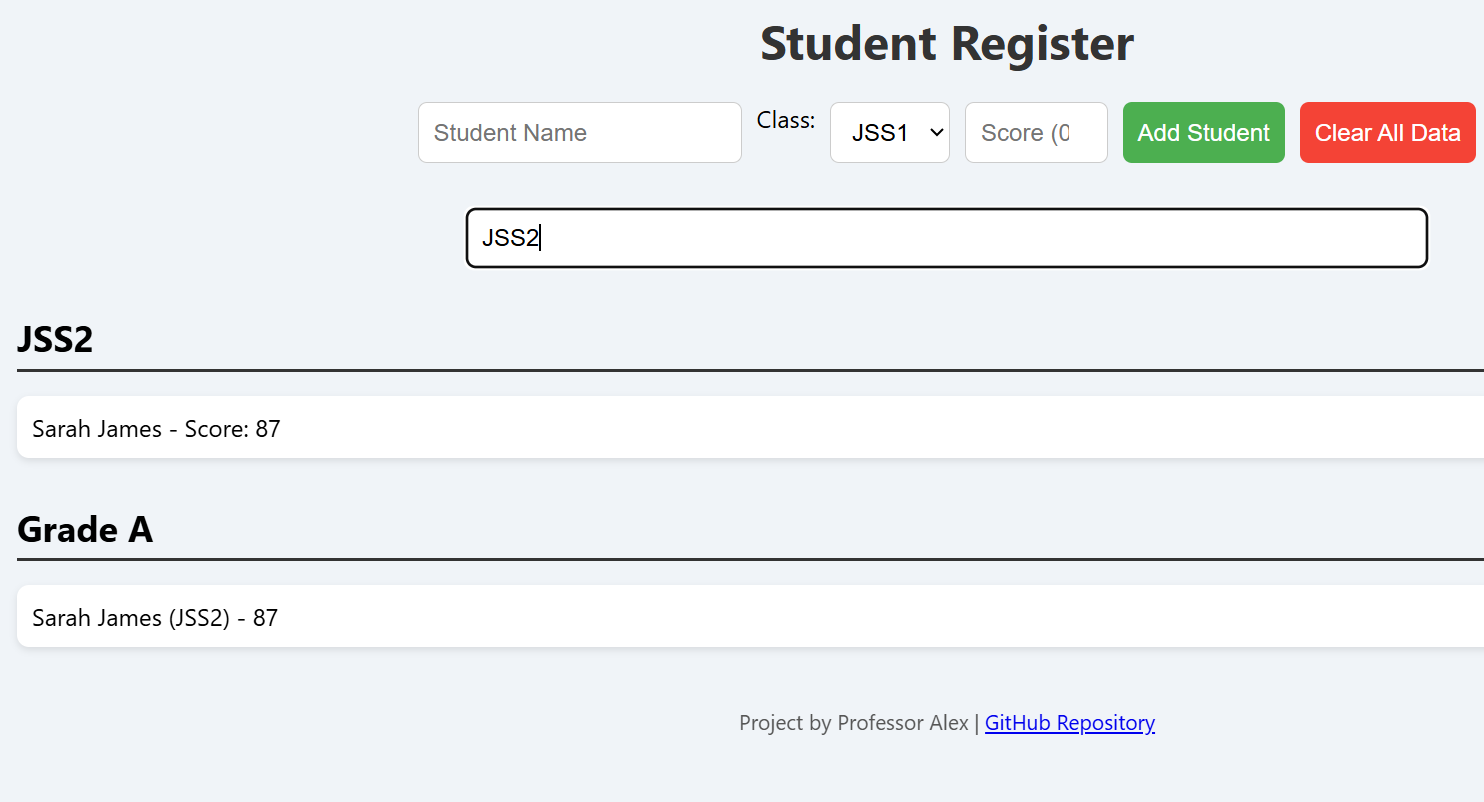 Student Register
Student Name Class: JSS1 Score (0 Add Student Clear All Data
JSS2
JSS2
Sarah James - Score: 87
Grade A
Sarah James (JSS2) - 87
Project by Professor Alex | GitHub Repository